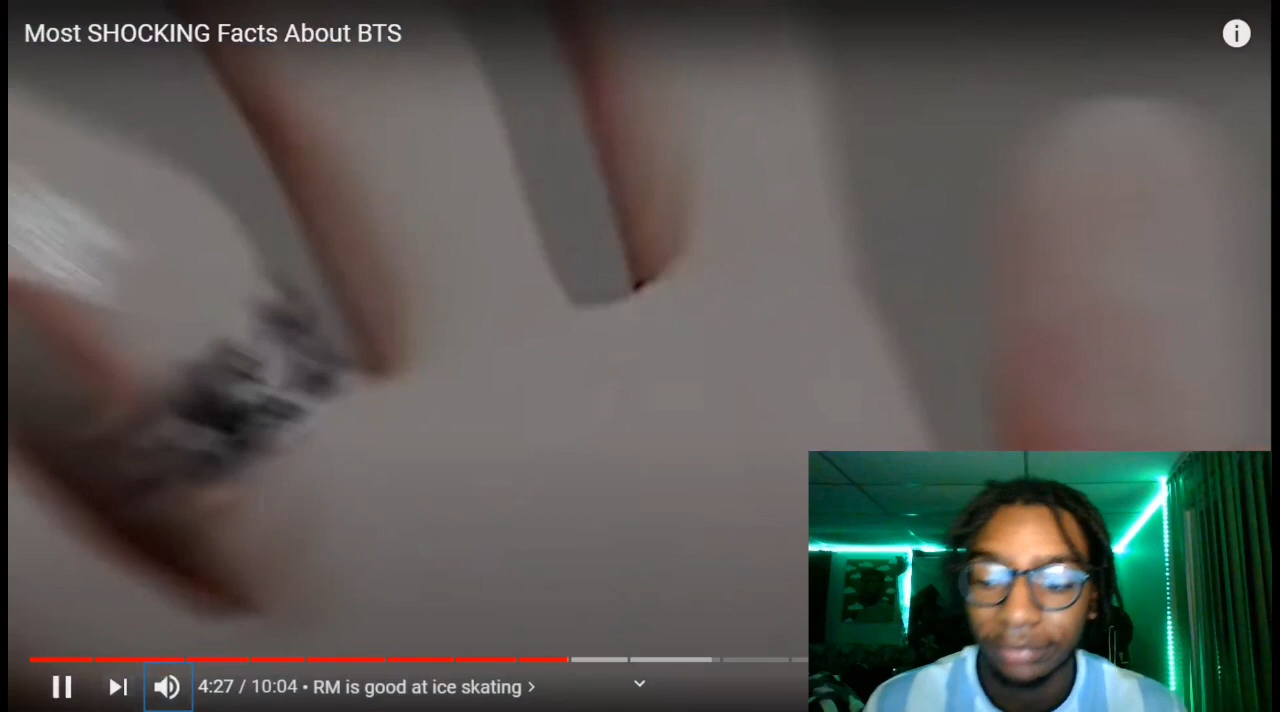 Most SHOCKING Facts About BTS
4:27 / 10:04 • RM is good at ice skating >